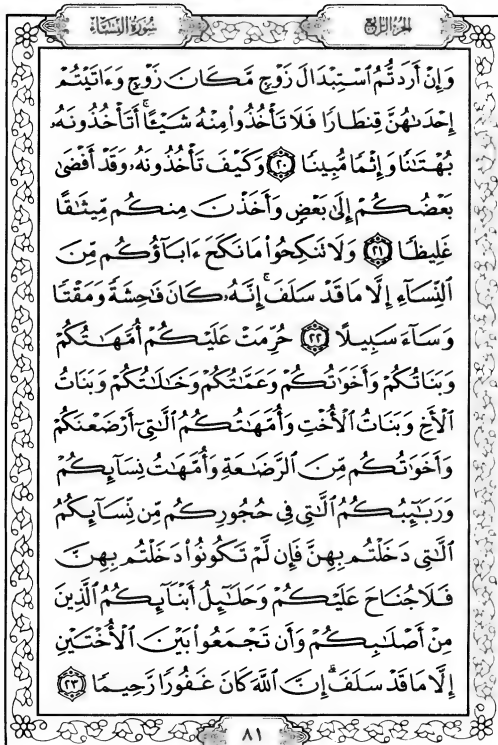 الجزء الرابع
سورة النساء
وَإِنْ أَرَدتُّمُ ٱسْتِبْدَالَ زَوْجٍ مَّكَانَ زَوْجٍ وَءَاتَيْتُمْ
إِحْدَىٰهُنَّ قِنطَارًا فَلَا تَأْخُذُوا۟ مِنْهُ شَيْـًٔا ۚ أَتَأْخُذُونَهُۥ
بُهْتَٰنًا وَإِثْمًا مُّبِينًا ٢٠ وَكَيْفَ تَأْخُذُونَهُۥ وَقَدْ أَفْضَىٰ
بَعْضُكُمْ إِلَىٰ بَعْضٍ وَأَخَذْنَ مِنكُم مِّيثَٰقًا
غَلِيظًا ٢١ وَلَا تَنكِحُوا۟ مَا نَكَحَ ءَابَآؤُكُم مِّنَ
ٱلنِّسَآءِ إِلَّا مَا قَدْ سَلَفَ ۚ إِنَّهُۥ كَانَ فَٰحِشَةً وَمَقْتًا
وَسَآءَ سَبِيلًا ٢٢ حُرِّمَتْ عَلَيْكُمْ أُمَّهَٰتُكُمْ
وَبَنَاتُكُمْ وَأَخَوَٰتُكُمْ وَعَمَّٰتُكُمْ وَخَٰلَٰتُكُمْ وَبَنَاتُ
ٱلْأَخِ وَبَنَاتُ ٱلْأُخْتِ وَأُمَّهَٰتُكُمُ ٱلَّٰتِىٓ أَرْضَعْنَكُمْ
وَأَخَوَٰتُكُم مِّنَ ٱلرَّضَٰعَةِ وَأُمَّهَٰتُ نِسَآئِكُمْ
وَرَبَٰٓئِبُكُمُ ٱلَّٰتِى فِى حُجُورِكُم مِّن نِّسَآئِكُمُ
ٱلَّٰتِى دَخَلْتُم بِهِنَّ فَإِن لَّمْ تَكُونُوا۟ دَخَلْتُم بِهِنَّ
فَلَا جُنَاحَ عَلَيْكُمْ وَحَلَٰٓئِلُ أَبْنَآئِكُمُ ٱلَّذِينَ
مِنْ أَصْلَٰبِكُمْ وَأَن تَجْمَعُوا۟ بَيْنَ ٱلْأُخْتَيْنِ
إِلَّا مَا قَدْ سَلَفَ ۗ إِنَّ ٱللَّهَ كَانَ غَفُورًا رَّحِيمًا ٢٣
٨١